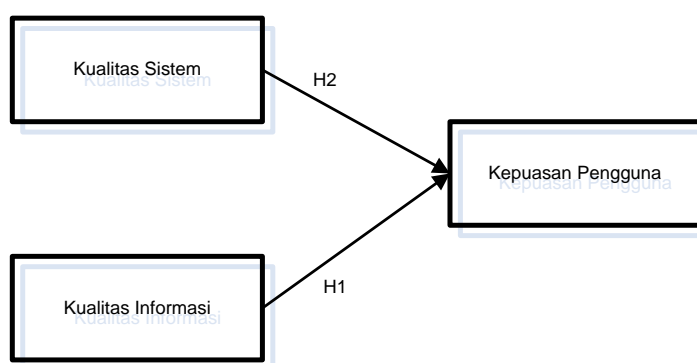 Kualitas Sistem
H2
Kepuasan Pengguna
H1
Kualitas Informasi